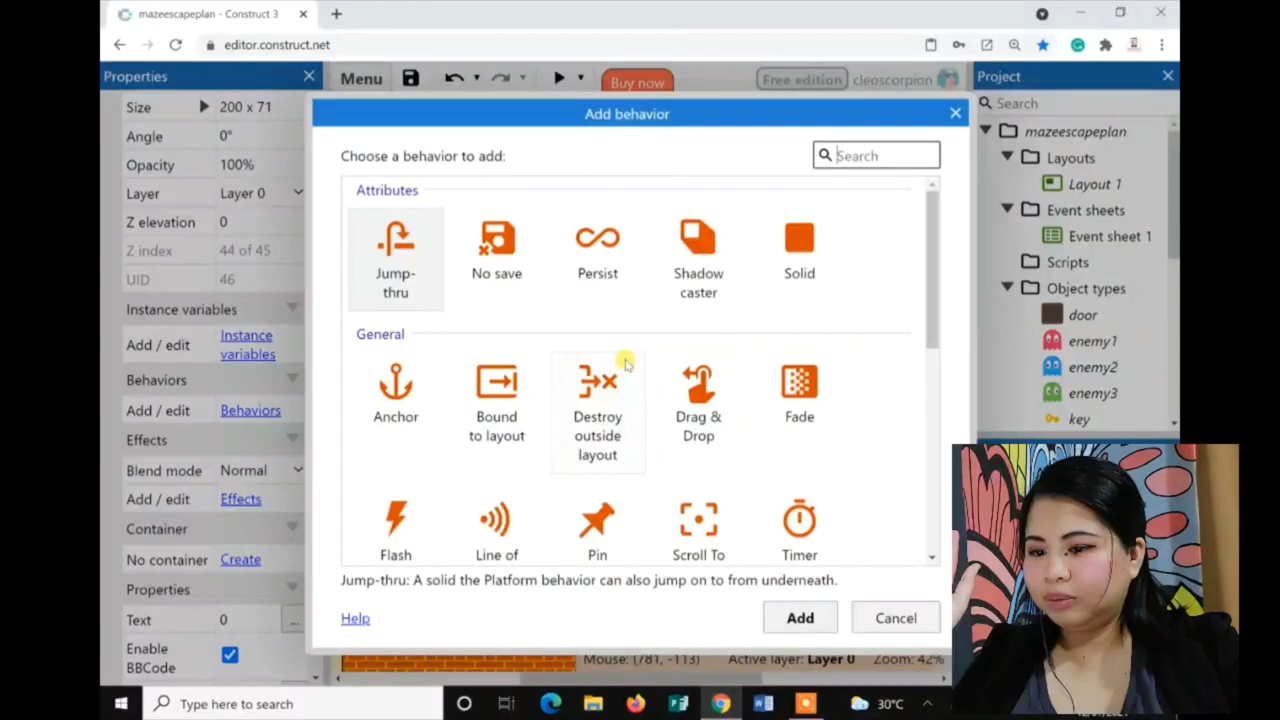 mazeescapeplan - Construct 3
editor.construct.net
Properties
Menu
Buy now
Free edition
cleoscorpion
Project
Size 200 x 71
Angle 0°
Opacity 100%
Layer Layer 0
Z elevation 0
Z index 44 of 45
UID 46
Instance variables
Add / edit Instance
variables
Behaviors
Add / edit Behaviors
Effects
Blend mode Normal
Add / edit Effects
Container
No container Create
Properties
Text 0 ...
Enable
BBCode
Add behavior
Choose a behavior to add:
Search
Attributes
Jump-
thru
No save
Persist
Shadow
caster
Solid
General
Anchor
Bound
to layout
Destroy
outside
layout
Drag &
Drop
Fade
Flash
Line of
Pin
Scroll To
Timer
Jump-thru: A solid the Platform behavior can also jump on to from underneath.
Help
Add
Cancel
Mouse: (781, -113) Active layer: Layer 0 Zoom: 42%
Search
mazeescapeplan
Layouts
Layout 1
Event sheets
Event sheet 1
Scripts
Object types
door
enemy1
enemy2
enemy3
key
Type here to search
30°C